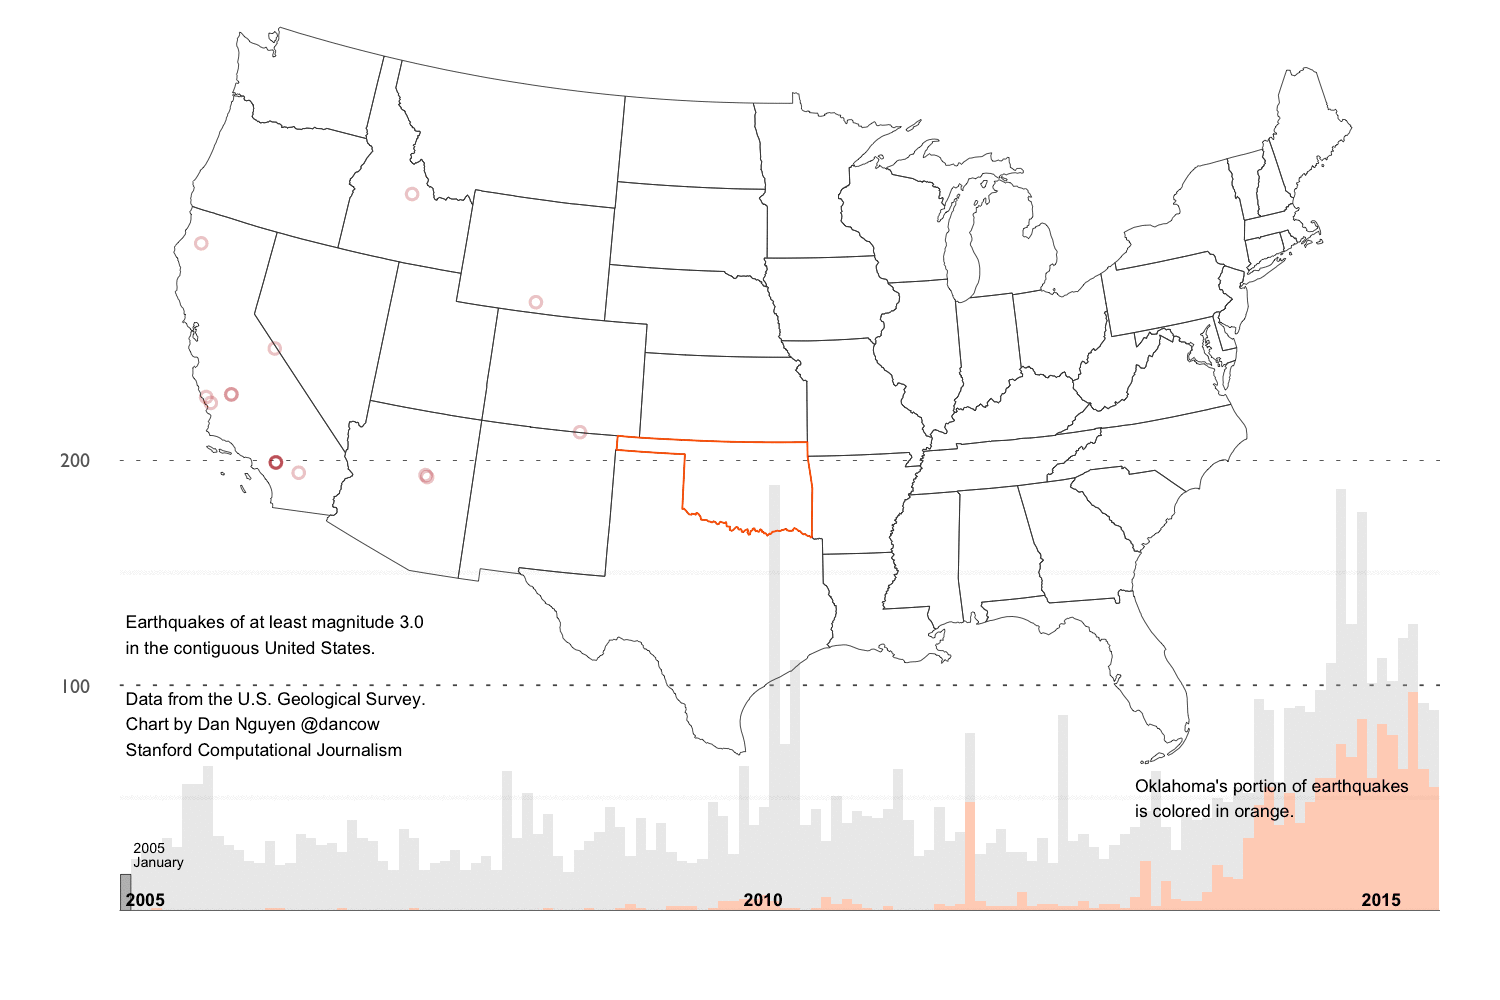 200
Earthquakes of at least magnitude 3.0
in the contiguous United States.
100
Data from the U.S. Geological Survey.
Chart by Dan Nguyen @dancow
Stanford Computational Journalism
Oklahoma's portion of earthquakes
is colored in orange.
2005
January
2005
2010
2015